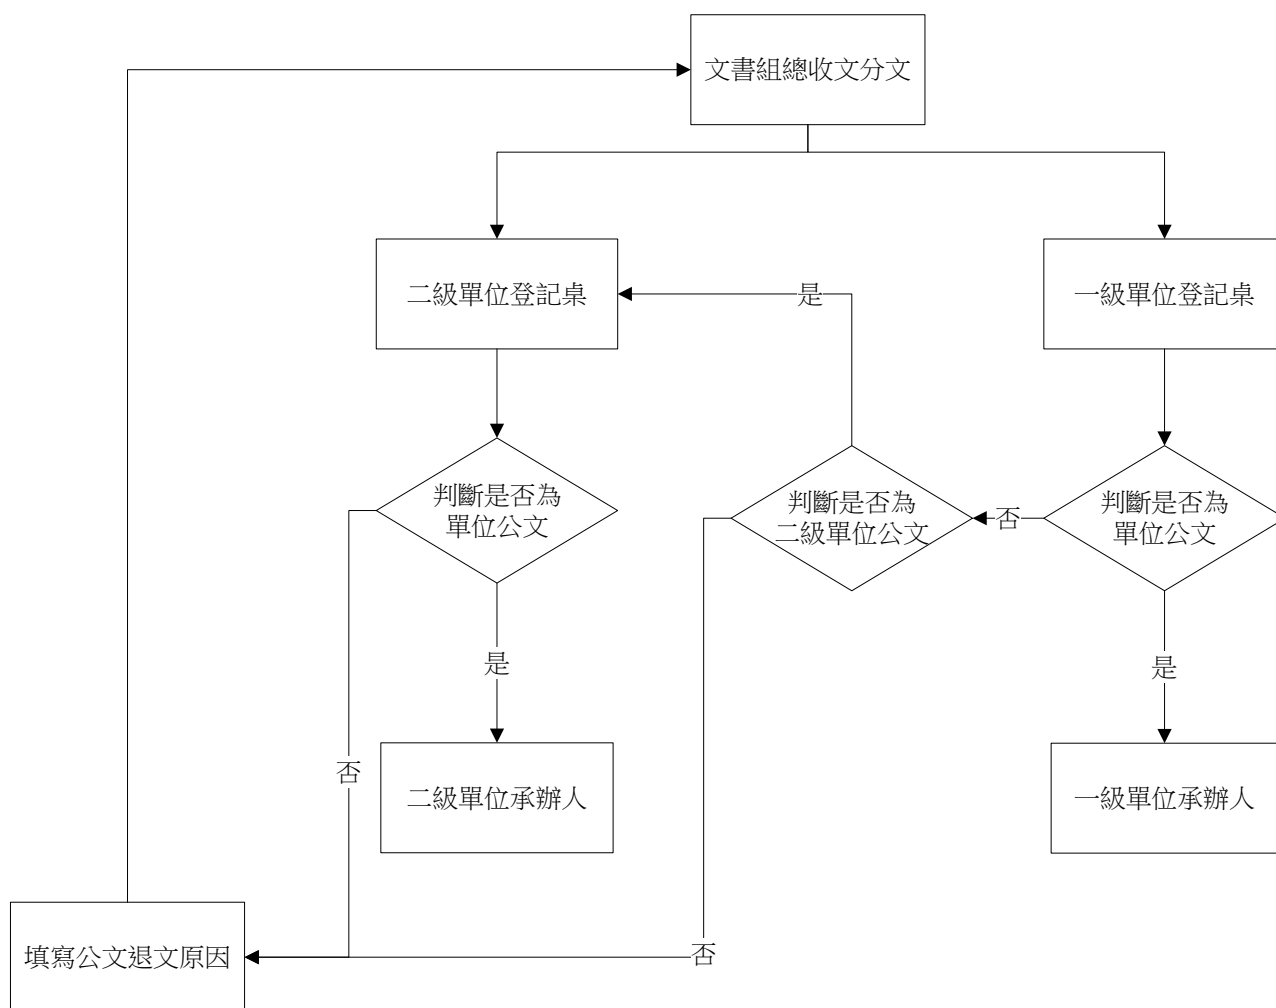 文書組總收文分文
二級單位登記桌
是
一級單位登記桌
判斷是否為
單位公文
判斷是否為
二級單位公文
否
判斷是否為
單位公文
是
是
否
二級單位承辦人
一級單位承辦人
填寫公文退文原因
否